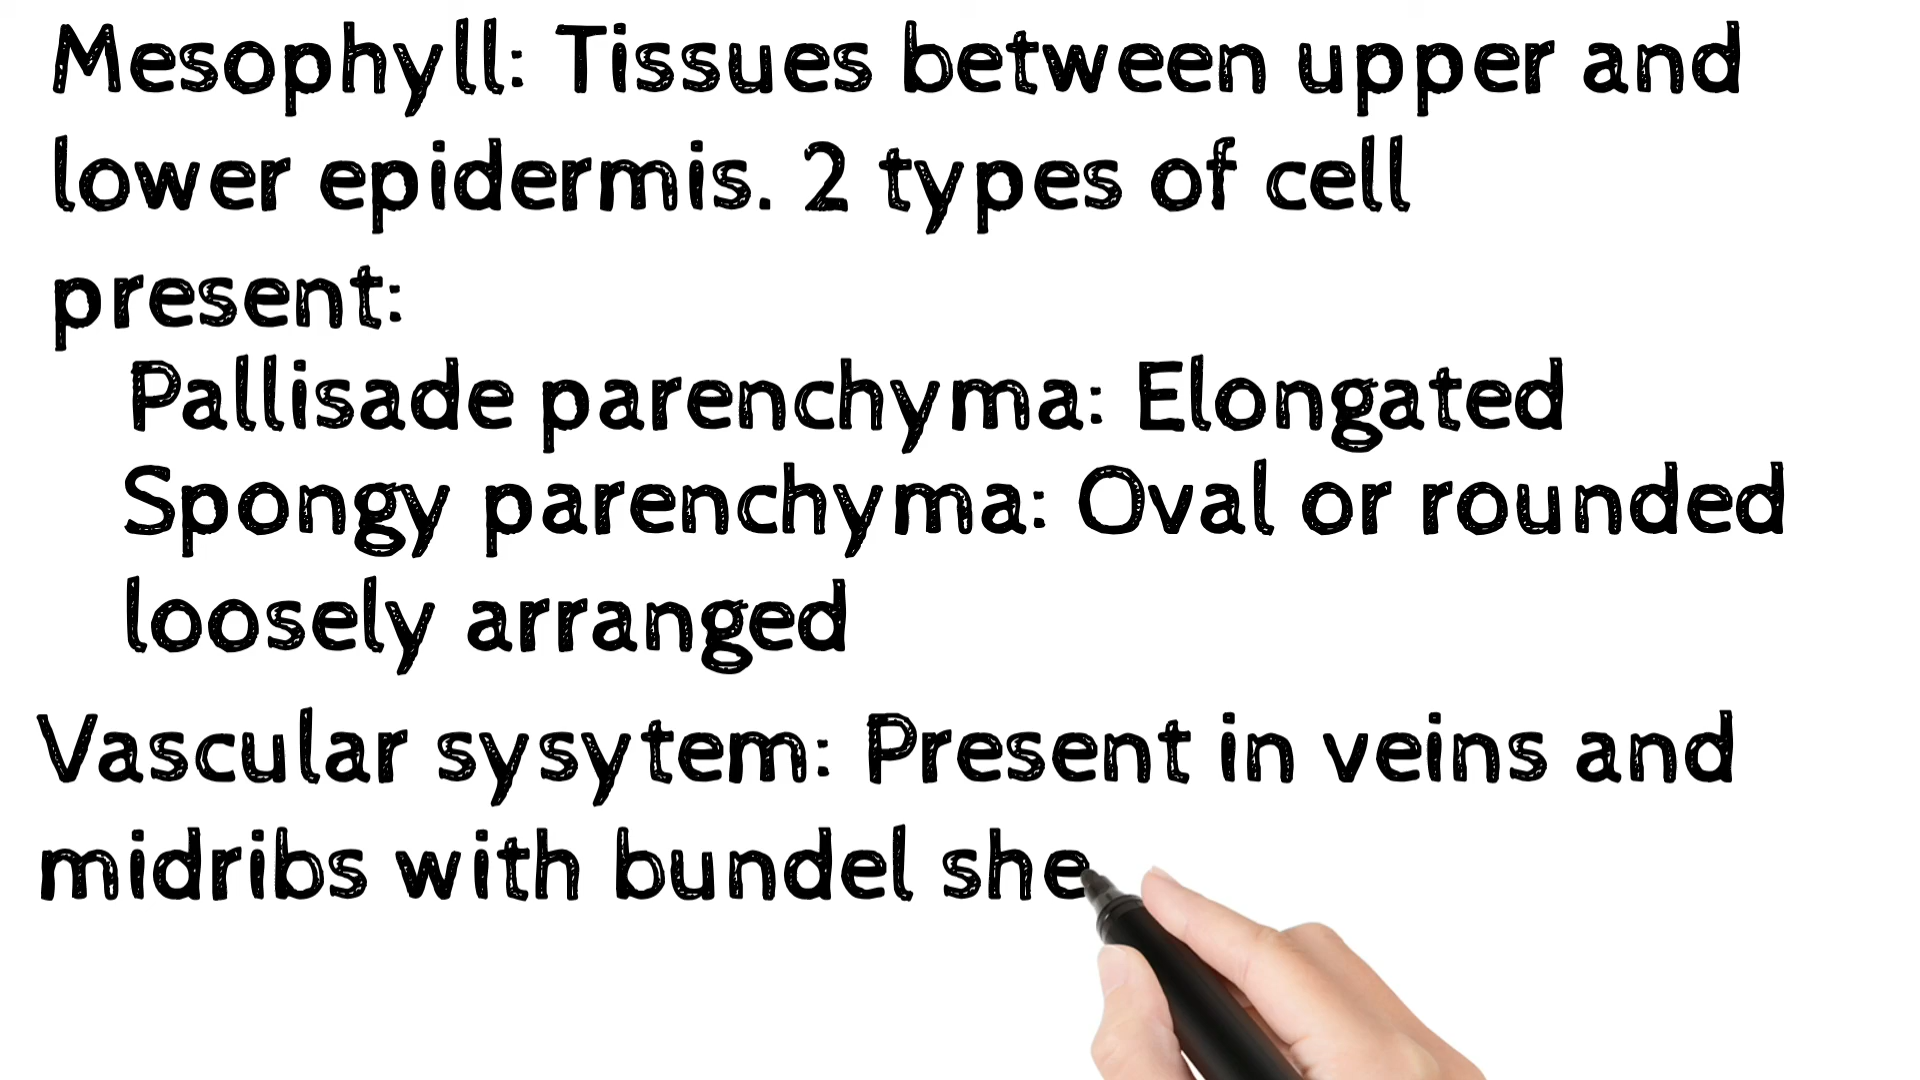 Mesophyll: Tissues between upper and
lower epidermis. 2 types of cell
present:
Pallisade parenchyma: Elongated
Spongy parenchyma: Oval or rounded
loosely arranged
Vascular sysytem: Present in veins and
midribs with bundel she